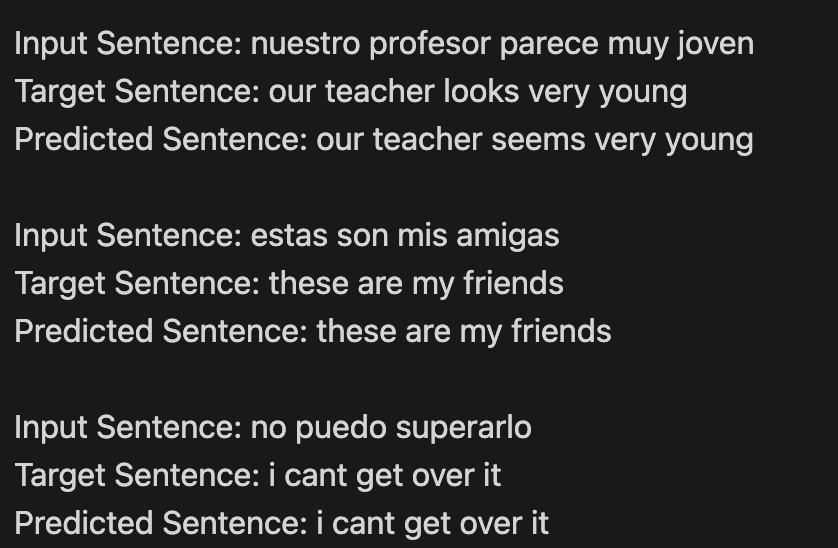 Input Sentence: nuestro profesor parece muy joven
Target Sentence: our teacher looks very young
Predicted Sentence: our teacher seems very young
Input Sentence: estas son mis amigas
Target Sentence: these are my friends
Predicted Sentence: these are my friends
Input Sentence: no puedo superarlo
Target Sentence: i cant get over it
Predicted Sentence: i cant get over it